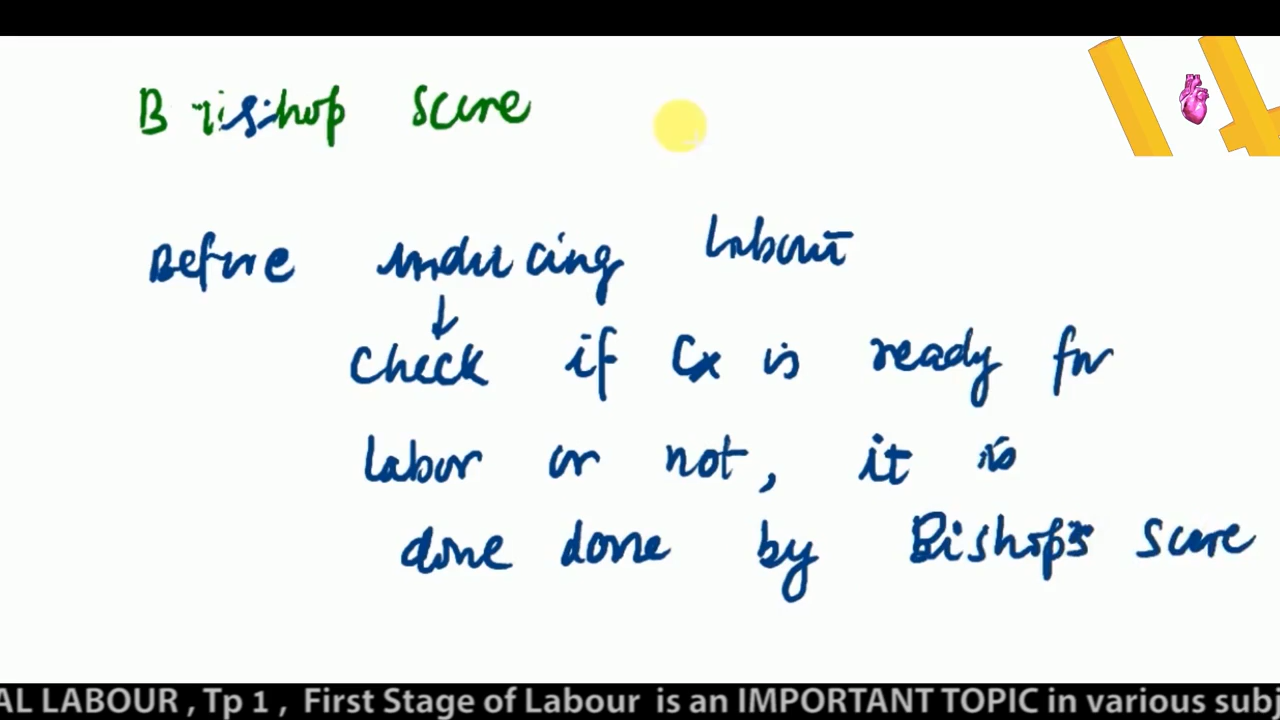 Bishop Score
Before inducing labour
↓
Check if Cx is ready for
labor or not, it is
done done by Bishop's Score
AL LABOUR , Tp 1 , First Stage of Labour is an IMPORTANT TOPIC in various subj